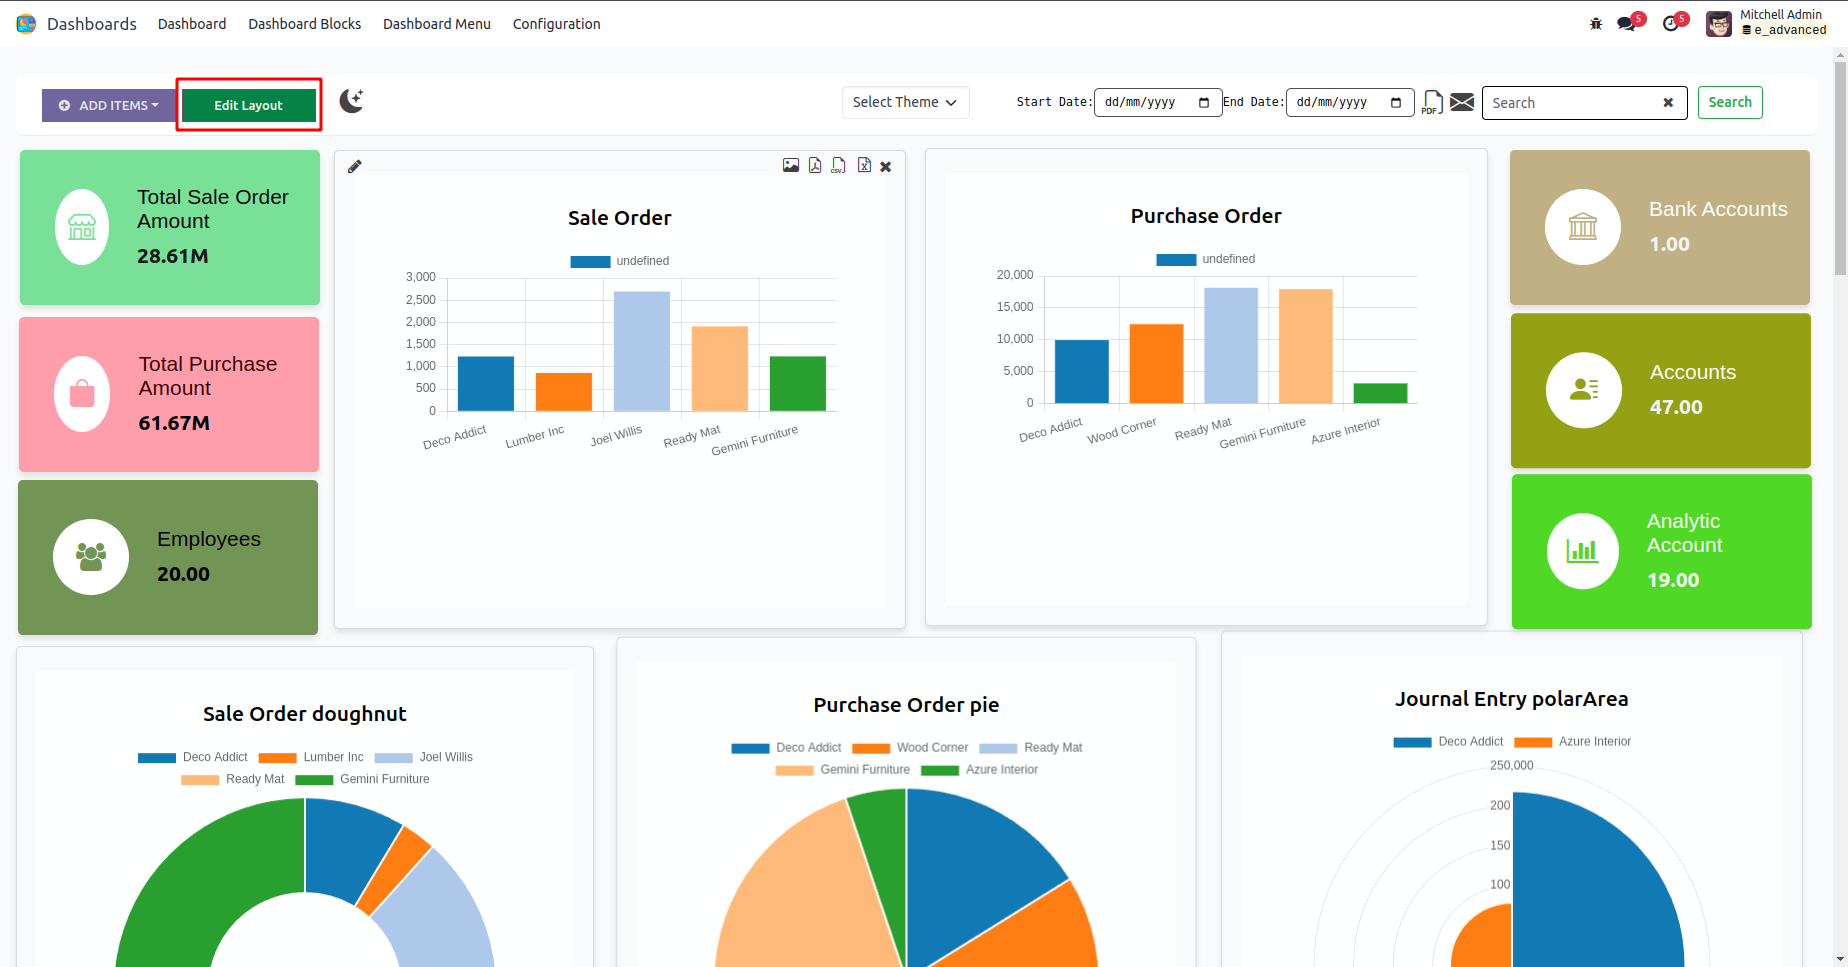 Dashboards Dashboard Dashboard Blocks Dashboard Menu Configuration 5 5 Mitchell Admin
e_advanced
ADD ITEMS Edit Layout Select Theme Start Date: dd/mm/yyyy End Date: dd/mm/yyyy PDF Search Search
Total Sale Order
Amount
28.61M
Total Purchase
Amount
61.67M
Employees
20.00
CSV
Sale Order
undefined
3,000
2,500
2,000
1,500
1,000
500
0
Deco Addict Lumber Inc Joel Willis Ready Mat Gemini Furniture
Purchase Order
undefined
20,000
15,000
10,000
5,000
0
Deco Addict Wood Corner Ready Mat Gemini Furniture Azure Interior
Bank Accounts
1.00
Accounts
47.00
Analytic
Account
19.00
Sale Order doughnut
Deco Addict Lumber Inc Joel Willis
Ready Mat Gemini Furniture
Purchase Order pie
Deco Addict Wood Corner Ready Mat
Gemini Furniture Azure Interior
Journal Entry polarArea
Deco Addict Azure Interior
250,000
200
150
100